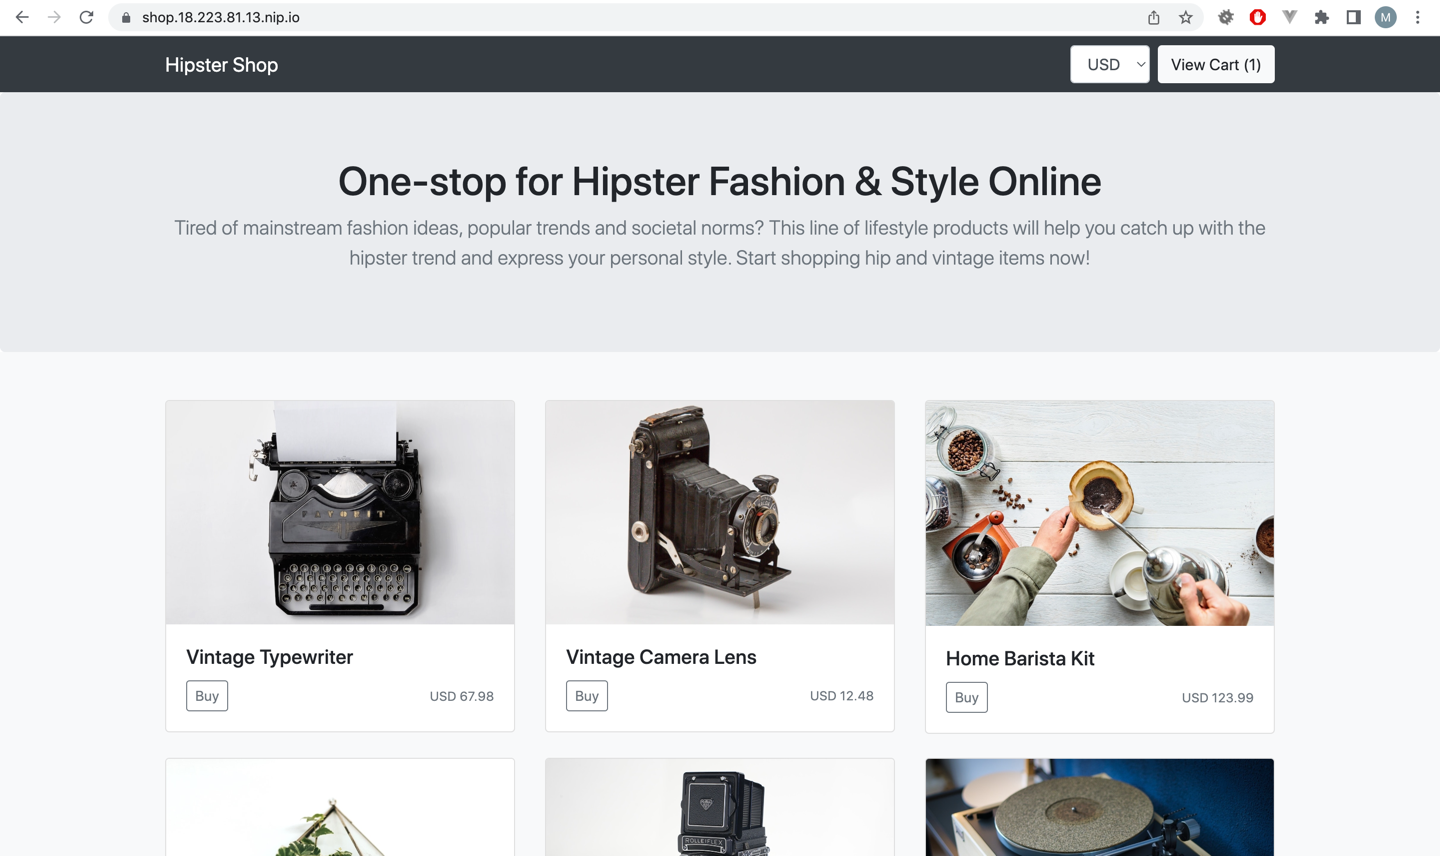 shop.18.223.81.13.nip.io
M
Hipster Shop
USD
View Cart (1)
One-stop for Hipster Fashion & Style Online
Tired of mainstream fashion ideas, popular trends and societal norms? This line of lifestyle products will help you catch up with the
hipster trend and express your personal style. Start shopping hip and vintage items now!
Vintage Typewriter
Buy
USD 67.98
Vintage Camera Lens
Buy
USD 12.48
Home Barista Kit
Buy
USD 123.99
ROLLEIFLEX